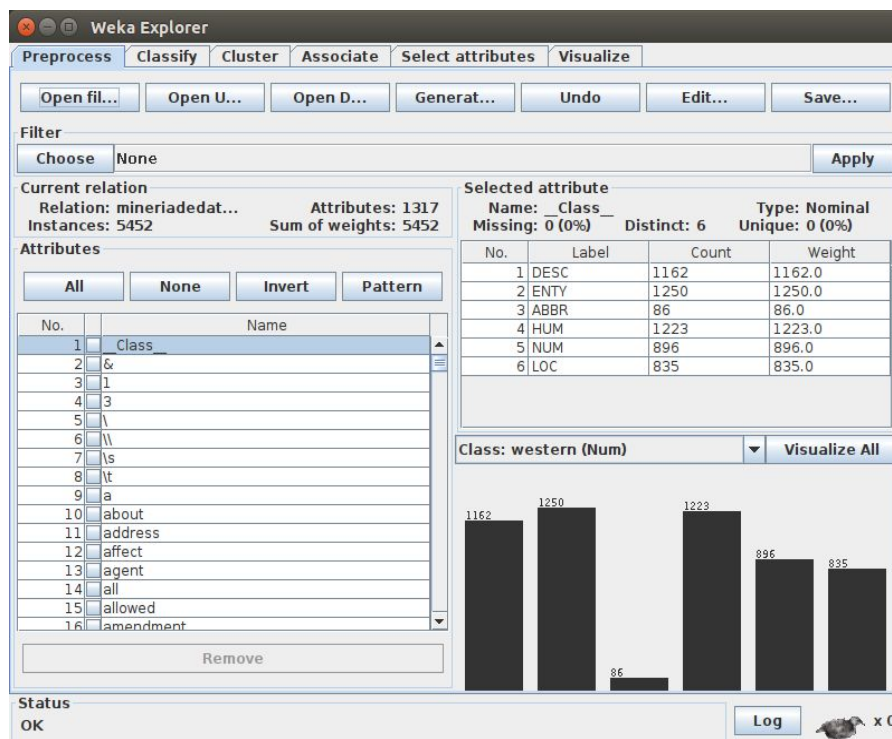 Weka Explorer
Preprocess Classify Cluster Associate Select attributes Visualize
Open fil... Open U... Open D... Generat... Undo Edit... Save...
Filter
Choose None Apply
Current relation
Relation: mineriadedat... Attributes: 1317
Instances: 5452 Sum of weights: 5452
Attributes
All None Invert Pattern
No. Name
1 __Class__
2 &
3 1
4 3
5 \
6 \\
7 \s
8 \t
9 a
10 about
11 address
12 affect
13 agent
14 all
15 allowed
16 amendment
Remove
Selected attribute
Name: __Class__ Type: Nominal
Missing: 0 (0%) Distinct: 6 Unique: 0 (0%)
No. Label Count Weight
1 DESC 1162 1162.0
2 ENTY 1250 1250.0
3 ABBR 86 86.0
4 HUM 1223 1223.0
5 NUM 896 896.0
6 LOC 835 835.0
Class: western (Num) Visualize All
1162 1250 86 1223 896 835
Status
OK Log x 0